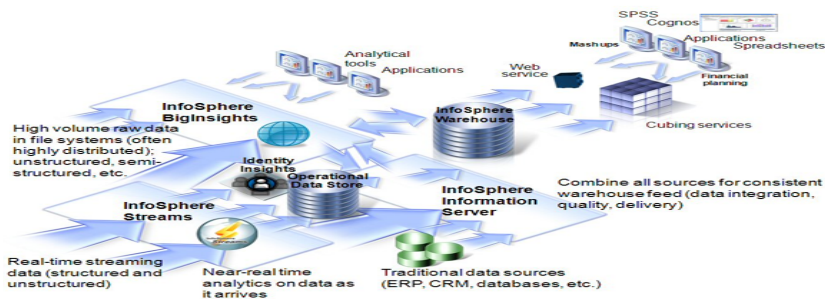 SPSS
Cognos
Applications
Spreadsheets
Mashups
Financial
planning
Analytical
tools
Applications
Web
service
InfoSphere
BigInsights
InfoSphere
Warehouse
Cubing services
High volume raw data
in file systems (often
highly distributed);
unstructured, semi-
structured, etc.
Identity
Insights
Operational
Data Store
InfoSphere
Streams
InfoSphere
Information
Server
Combine all sources for consistent
warehouse feed (data integration,
quality, delivery)
Real-time streaming
data (structured and
unstructured)
Near-real time
analytics on data as
it arrives
Traditional data sources
(ERP, CRM, databases, etc.)